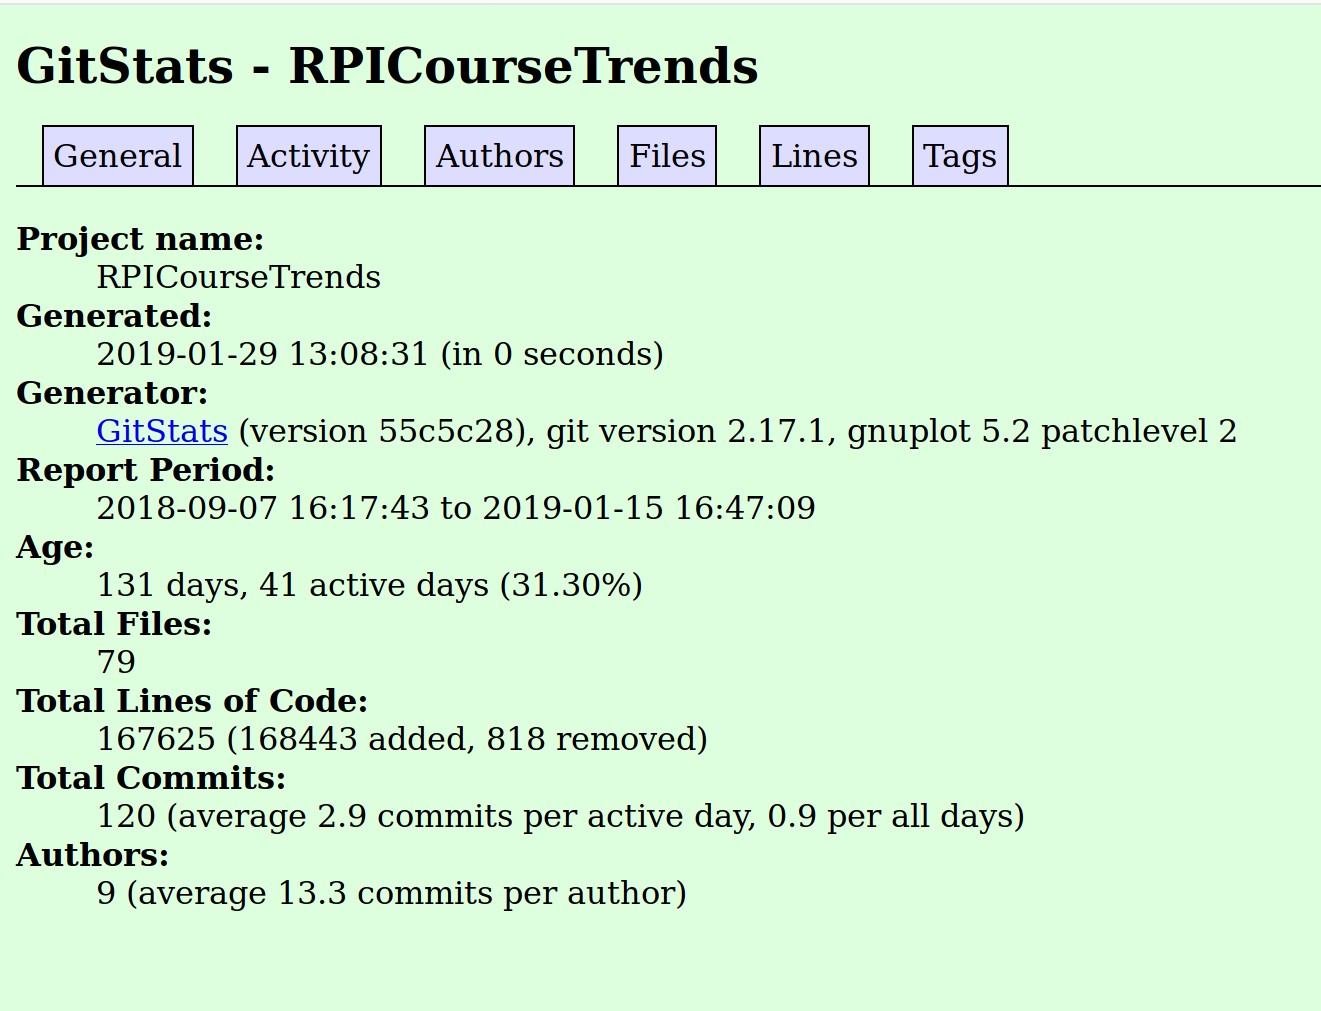 GitStats - RPICourseTrends
General Activity Authors Files Lines Tags
Project name:
RPICourseTrends
Generated:
2019-01-29 13:08:31 (in 0 seconds)
Generator:
GitStats (version 55c5c28), git version 2.17.1, gnuplot 5.2 patchlevel 2
Report Period:
2018-09-07 16:17:43 to 2019-01-15 16:47:09
Age:
131 days, 41 active days (31.30%)
Total Files:
79
Total Lines of Code:
167625 (168443 added, 818 removed)
Total Commits:
120 (average 2.9 commits per active day, 0.9 per all days)
Authors:
9 (average 13.3 commits per author)